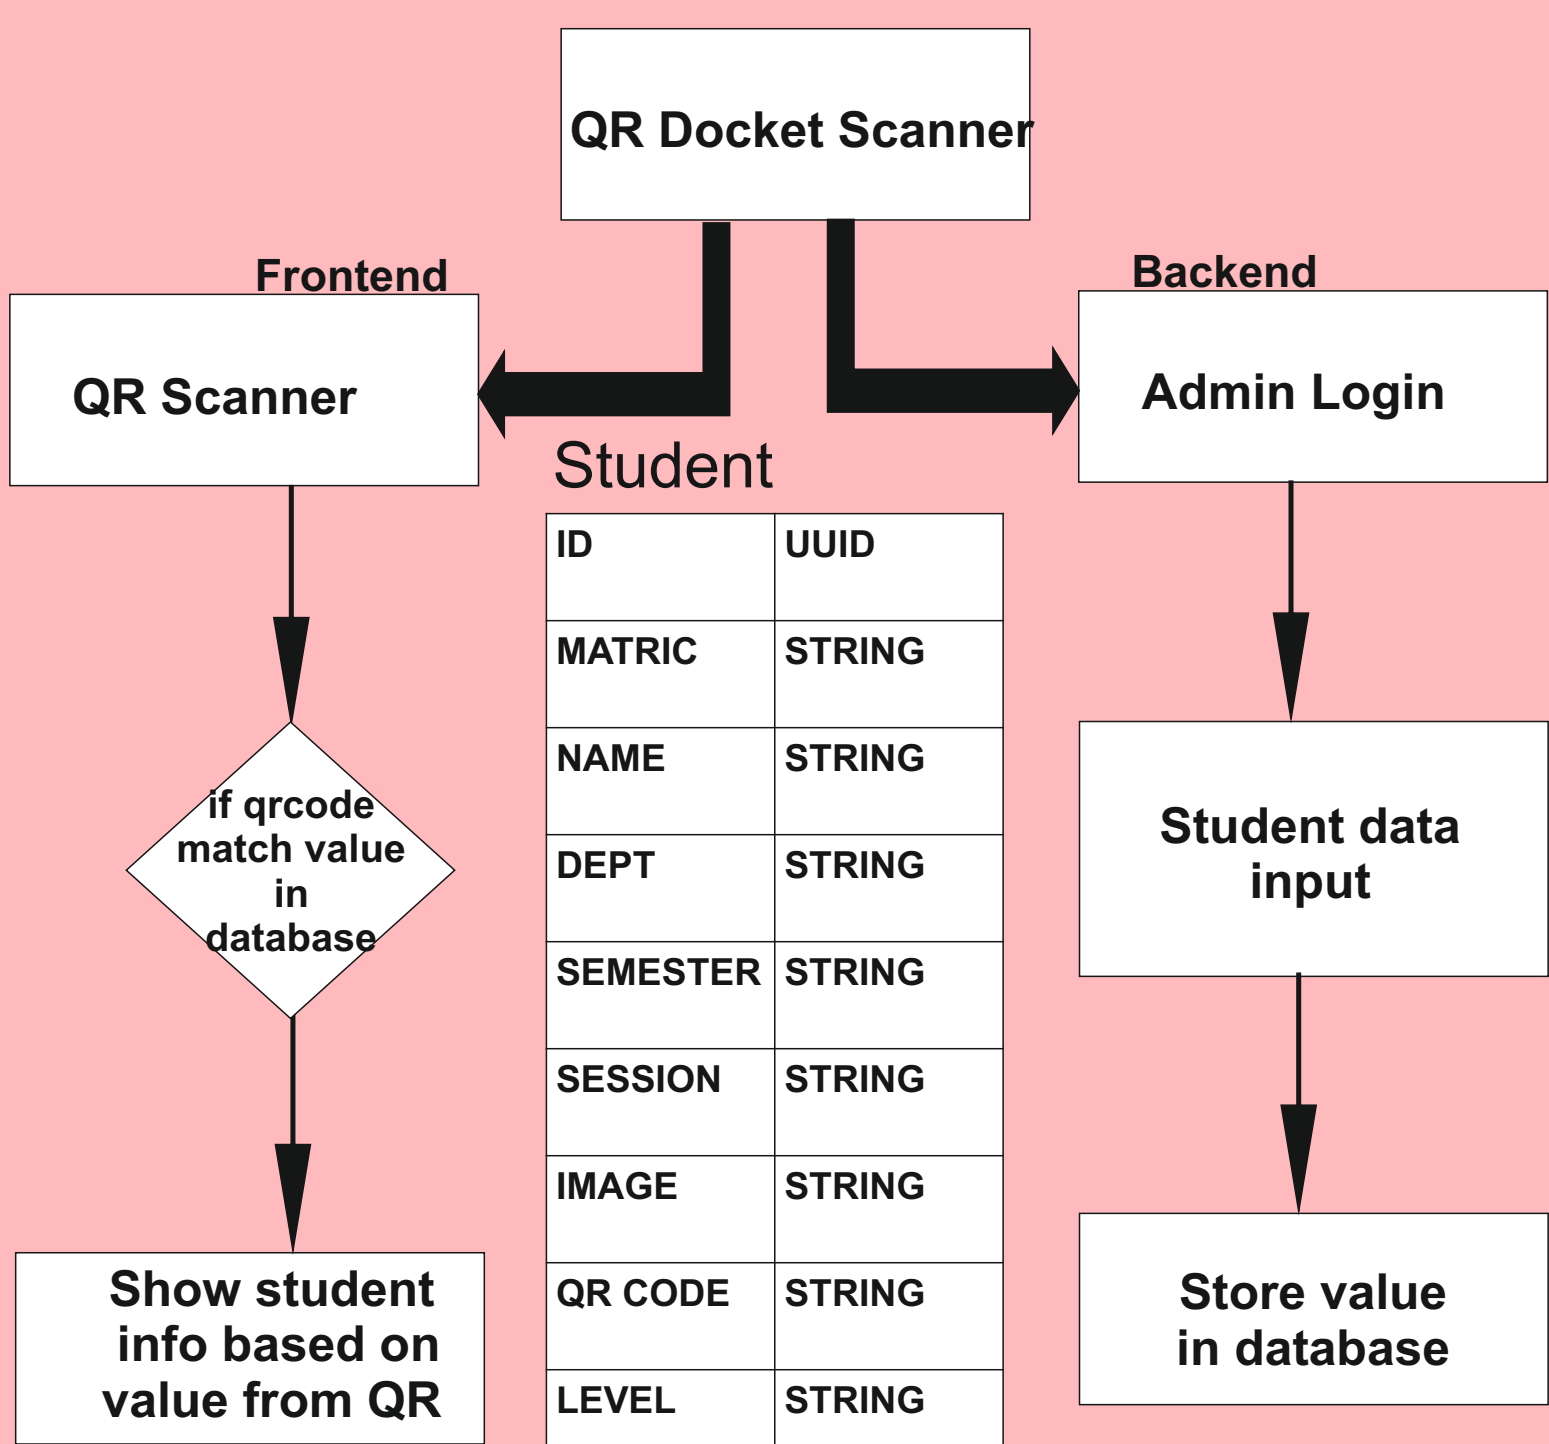 QR Docket Scanner
Frontend
Backend
QR Scanner
Admin Login
Student
ID UUID
MATRIC STRING
NAME STRING
DEPT STRING
SEMESTER STRING
SESSION STRING
IMAGE STRING
QR CODE STRING
LEVEL STRING
if qrcode
match value
in
database
Show student
info based on
value from QR
Student data
input
Store value
in database